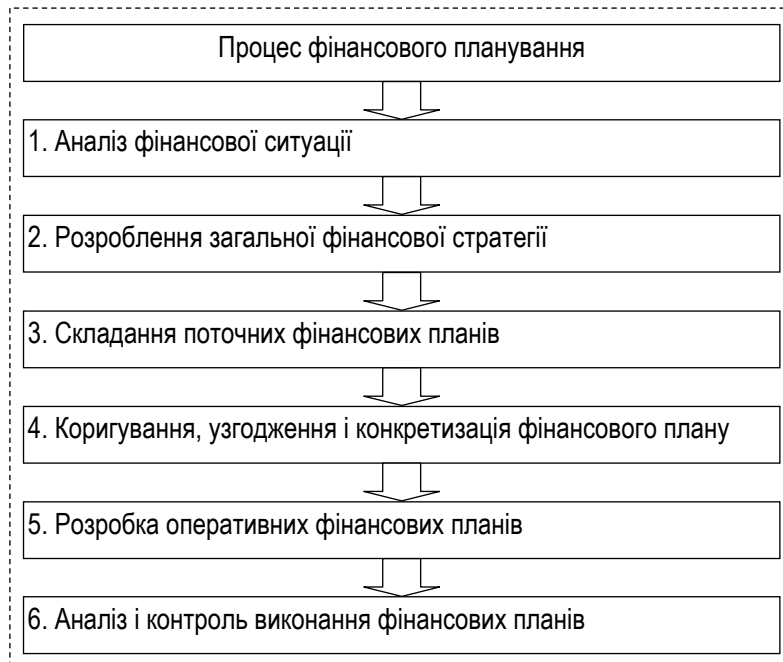 Процес фінансового планування
1. Аналіз фінансової ситуації
2. Розроблення загальної фінансової стратегії
3. Складання поточних фінансових планів
4. Коригування, узгодження і конкретизація фінансового плану
5. Розробка оперативних фінансових планів
6. Аналіз і контроль виконання фінансових планів